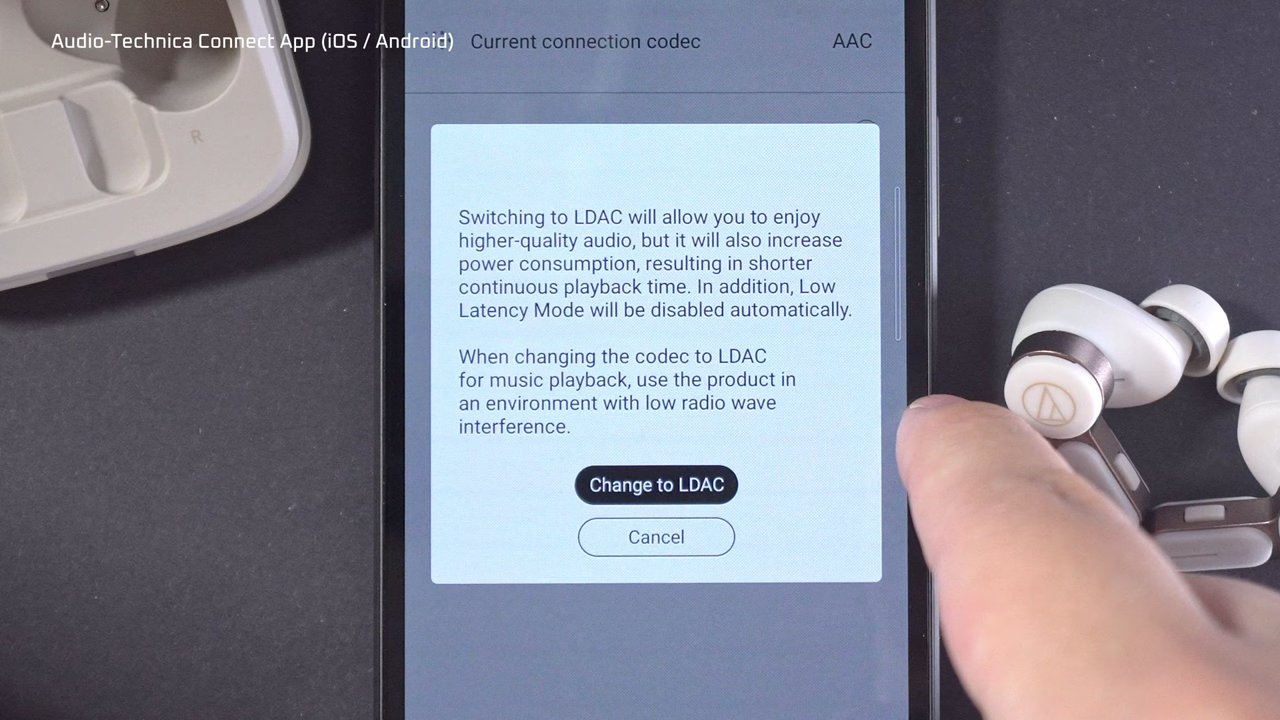 Audio-Technica Connect App (iOS / Android)
Current connection codec AAC
R
Switching to LDAC will allow you to enjoy
higher-quality audio, but it will also increase
power consumption, resulting in shorter
continuous playback time. In addition, Low
Latency Mode will be disabled automatically.
When changing the codec to LDAC
for music playback, use the product in
an environment with low radio wave
interference.
Change to LDAC
Cancel